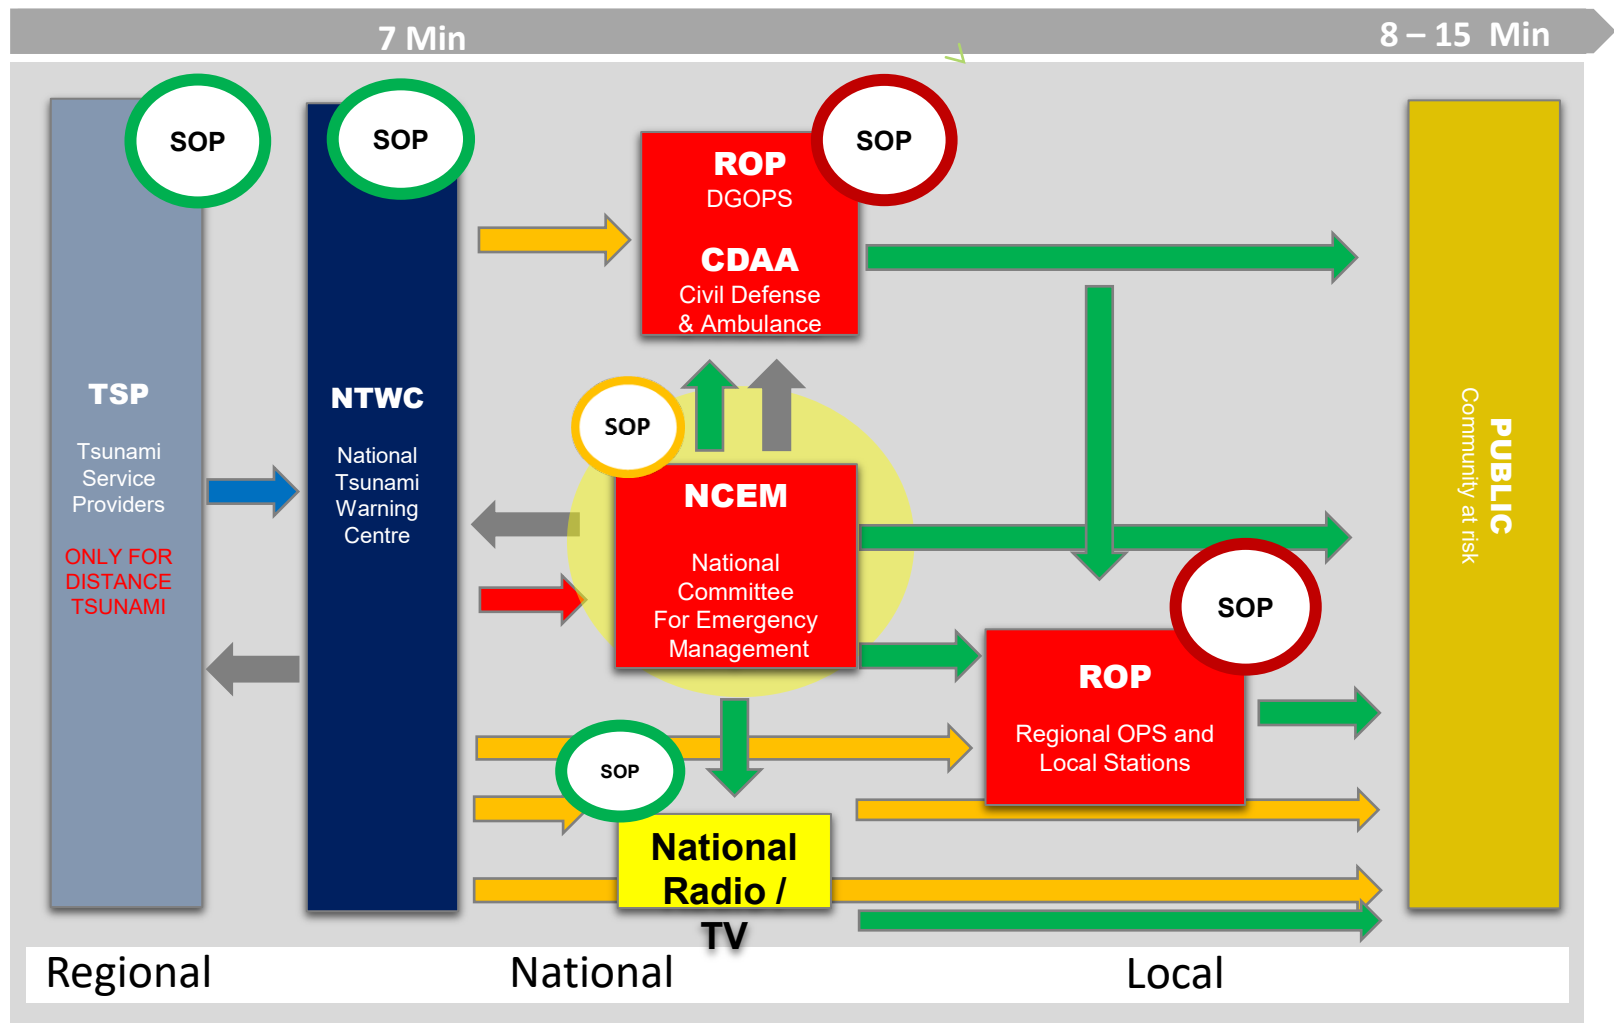 7 Min
8 – 15  Min
SOP
SOP
SOP
ROP
DGOPS
CDAA
Civil Defense
& Ambulance
TSP
Tsunami
Service
Providers
ONLY FOR
DISTANCE
TSUNAMI
NTWC
National
Tsunami
Warning
Centre
SOP
NCEM
National
Committee
For Emergency
Management
PUBLIC
Community at risk
SOP
ROP
Regional OPS and
Local Stations
SOP
National
Radio /
TV
Regional
National
Local